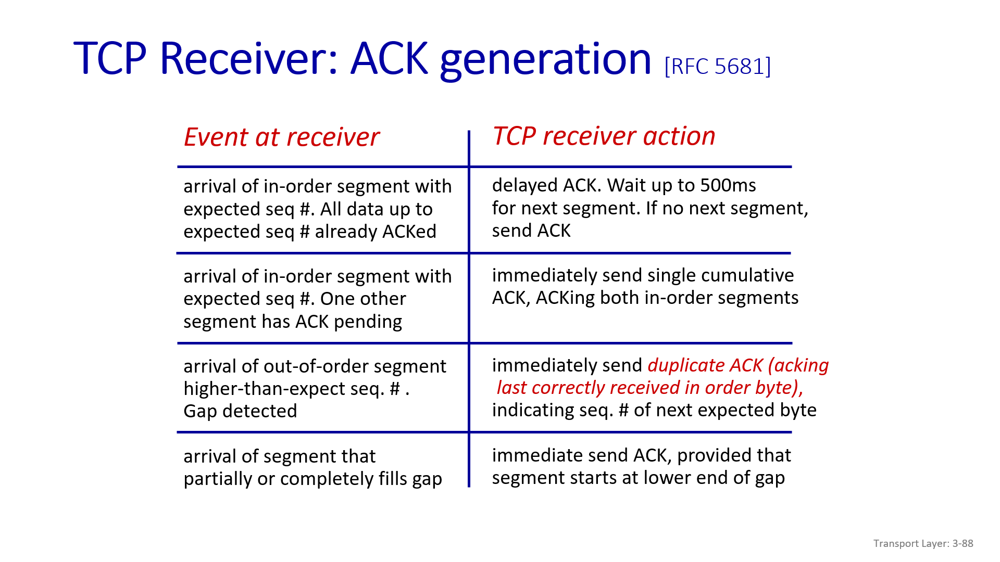 TCP Receiver: ACK generation [RFC 5681]
Event at receiver
TCP receiver action
arrival of in-order segment with
expected seq #. All data up to
expected seq # already ACKed
delayed ACK. Wait up to 500ms
for next segment. If no next segment,
send ACK
arrival of in-order segment with
expected seq #. One other
segment has ACK pending
immediately send single cumulative
ACK, ACKing both in-order segments
arrival of out-of-order segment
higher-than-expect seq. # .
Gap detected
immediately send duplicate ACK (acking
last correctly received in order byte),
indicating seq. # of next expected byte
arrival of segment that
partially or completely fills gap
immediate send ACK, provided that
segment starts at lower end of gap
Transport Layer: 3-88